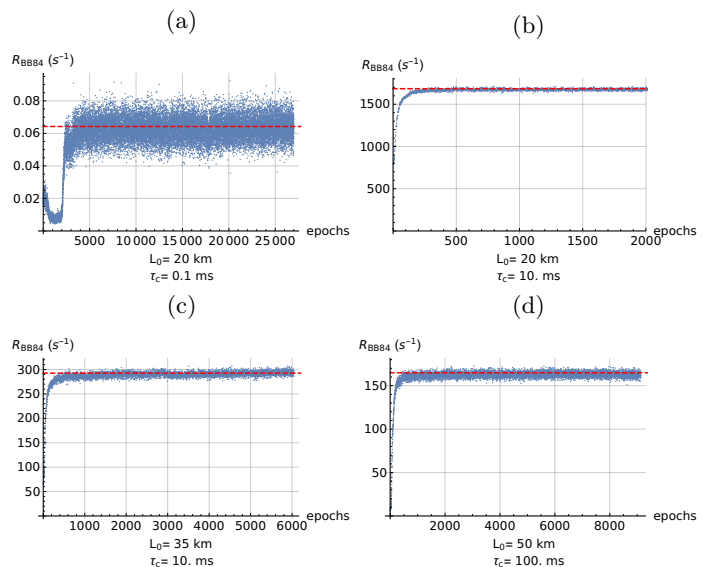 (a)
R_BB84 (s⁻¹)
0.08
0.06
0.04
0.02
5000 10 000 15 000 20 000 25 000
epochs
L₀= 20 km
τ_c= 0.1 ms
(b)
R_BB84 (s⁻¹)
1500
1000
500
500 1000 1500 2000
epochs
L₀= 20 km
τ_c= 10. ms
(c)
R_BB84 (s⁻¹)
300
250
200
150
100
50
1000 2000 3000 4000 5000 6000
epochs
L₀= 35 km
τ_c= 10. ms
(d)
R_BB84 (s⁻¹)
150
100
50
2000 4000 6000 8000
epochs
L₀= 50 km
τ_c= 100. ms